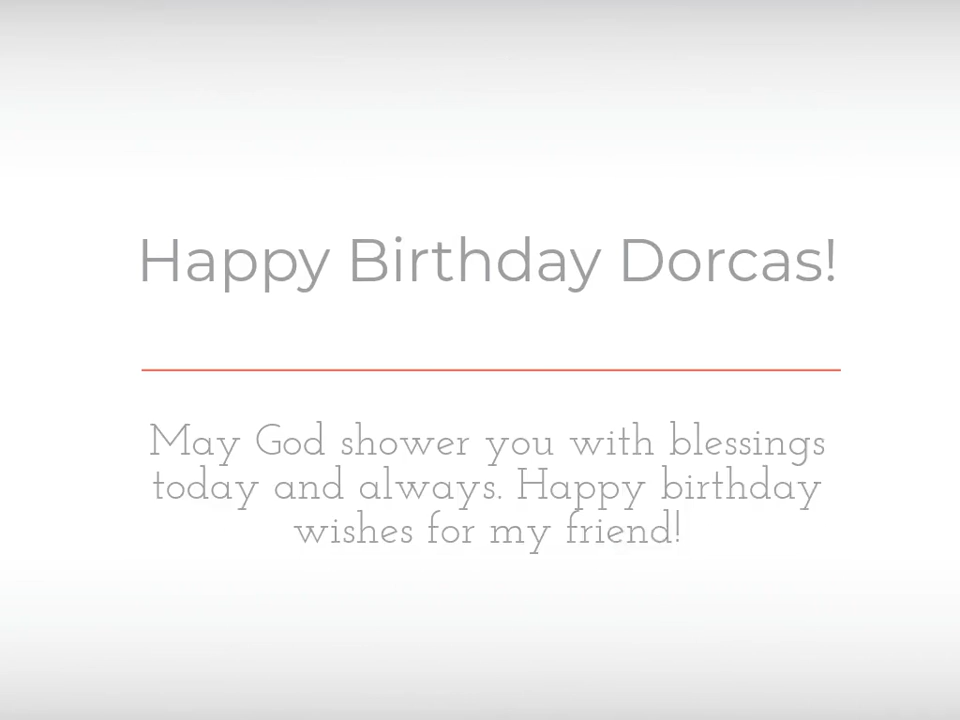 Happy Birthday Dorcas!
May God shower you with blessings
today and always. Happy birthday
wishes for my friend!